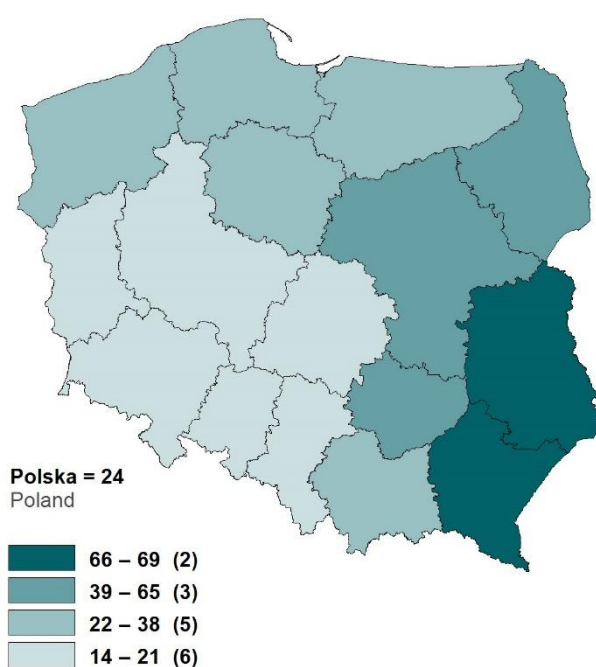 Polska = 24
Poland
66 – 69 (2)
39 – 65 (3)
22 – 38 (5)
14 – 21 (6)